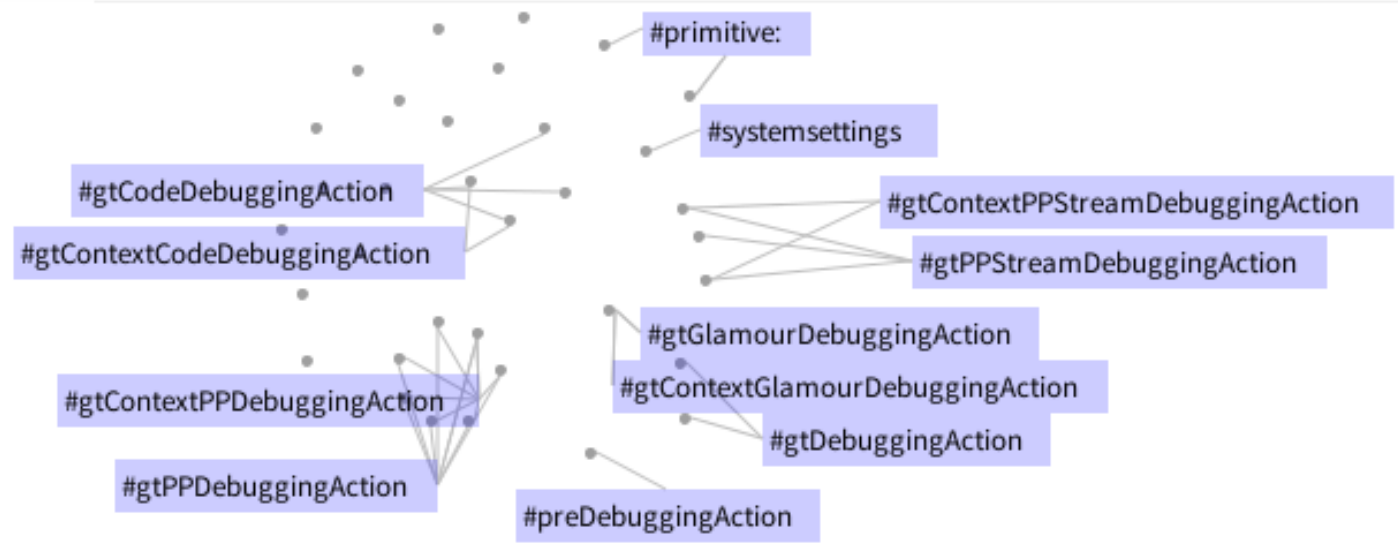 #primitive:
#systemsettings
#gtCodeDebuggingAction
#gtContextPPStreamDebuggingAction
#gtContextCodeDebuggingAction
#gtPPStreamDebuggingAction
#gtGlamourDebuggingAction
#gtContextPPDebuggingAction
#gtContextGlamourDebuggingAction
#gtDebuggingAction
#gtPPDebuggingAction
#preDebuggingAction